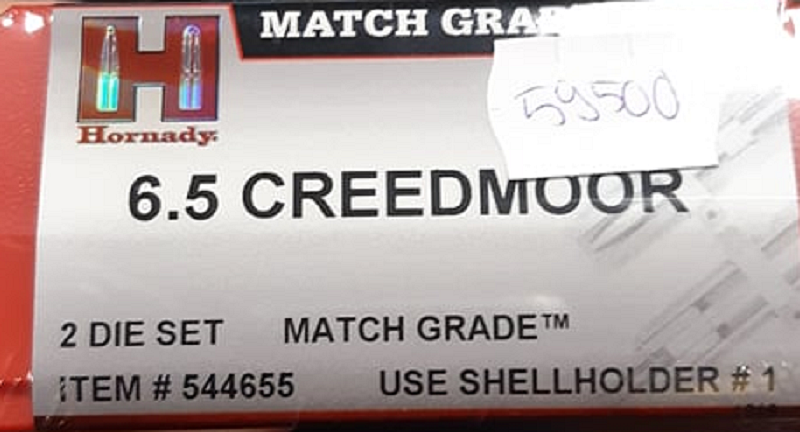 MATCH GRA
59500
Hornady
6.5 CREEDMOOR
2 DIE SET MATCH GRADE™
ITEM # 544655 USE SHELLHOLDER # 1